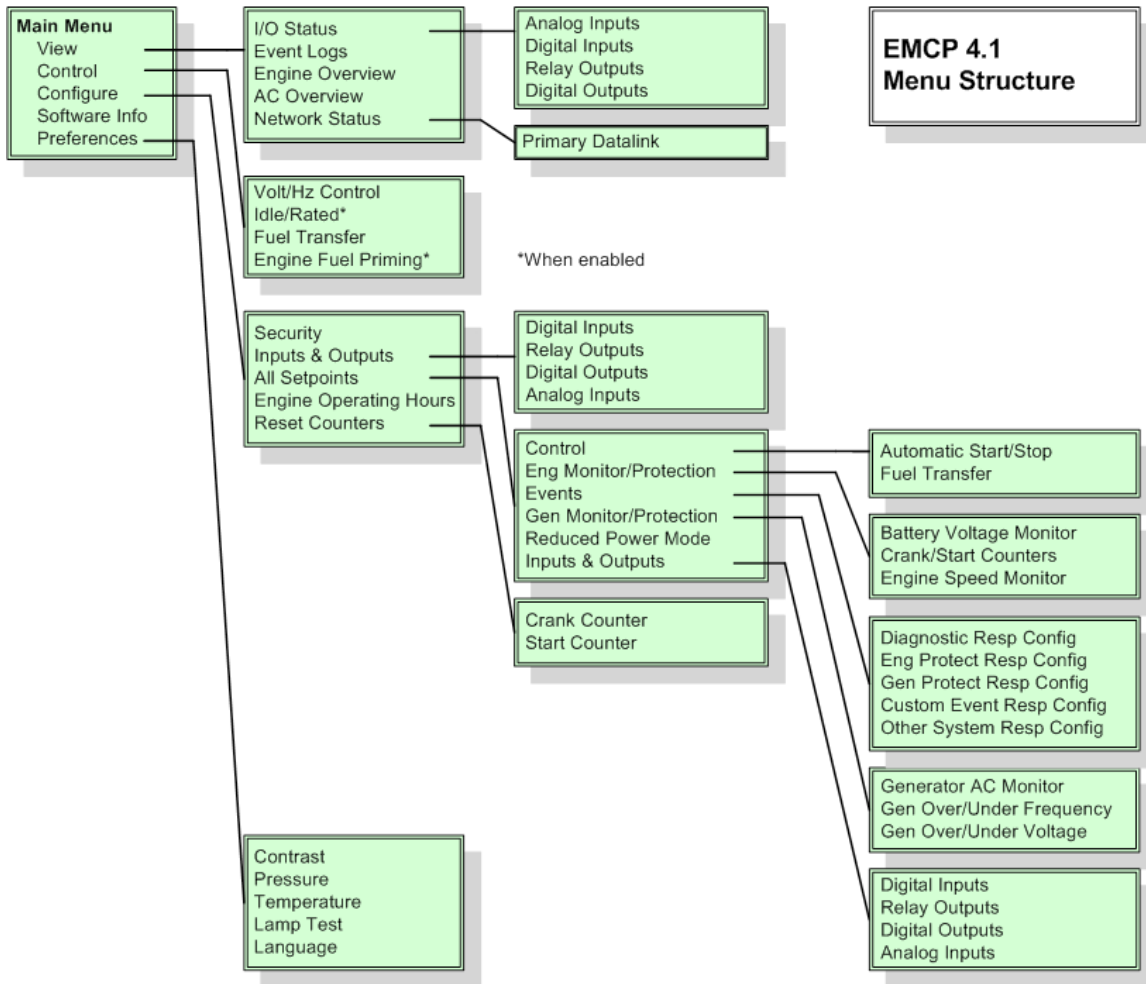 Main Menu
View
Control
Configure
Software Info
Preferences
I/O Status
Event Logs
Engine Overview
AC Overview
Network Status
Analog Inputs
Digital Inputs
Relay Outputs
Digital Outputs
Primary Datalink
EMCP 4.1
Menu Structure
Volt/Hz Control
Idle/Rated*
Fuel Transfer
Engine Fuel Priming*
*When enabled
Security
Inputs & Outputs
All Setpoints
Engine Operating Hours
Reset Counters
Digital Inputs
Relay Outputs
Digital Outputs
Analog Inputs
Control
Eng Monitor/Protection
Events
Gen Monitor/Protection
Reduced Power Mode
Inputs & Outputs
Crank Counter
Start Counter
Automatic Start/Stop
Fuel Transfer
Battery Voltage Monitor
Crank/Start Counters
Engine Speed Monitor
Diagnostic Resp Config
Eng Protect Resp Config
Gen Protect Resp Config
Custom Event Resp Config
Other System Resp Config
Generator AC Monitor
Gen Over/Under Frequency
Gen Over/Under Voltage
Digital Inputs
Relay Outputs
Digital Outputs
Analog Inputs
Contrast
Pressure
Temperature
Lamp Test
Language